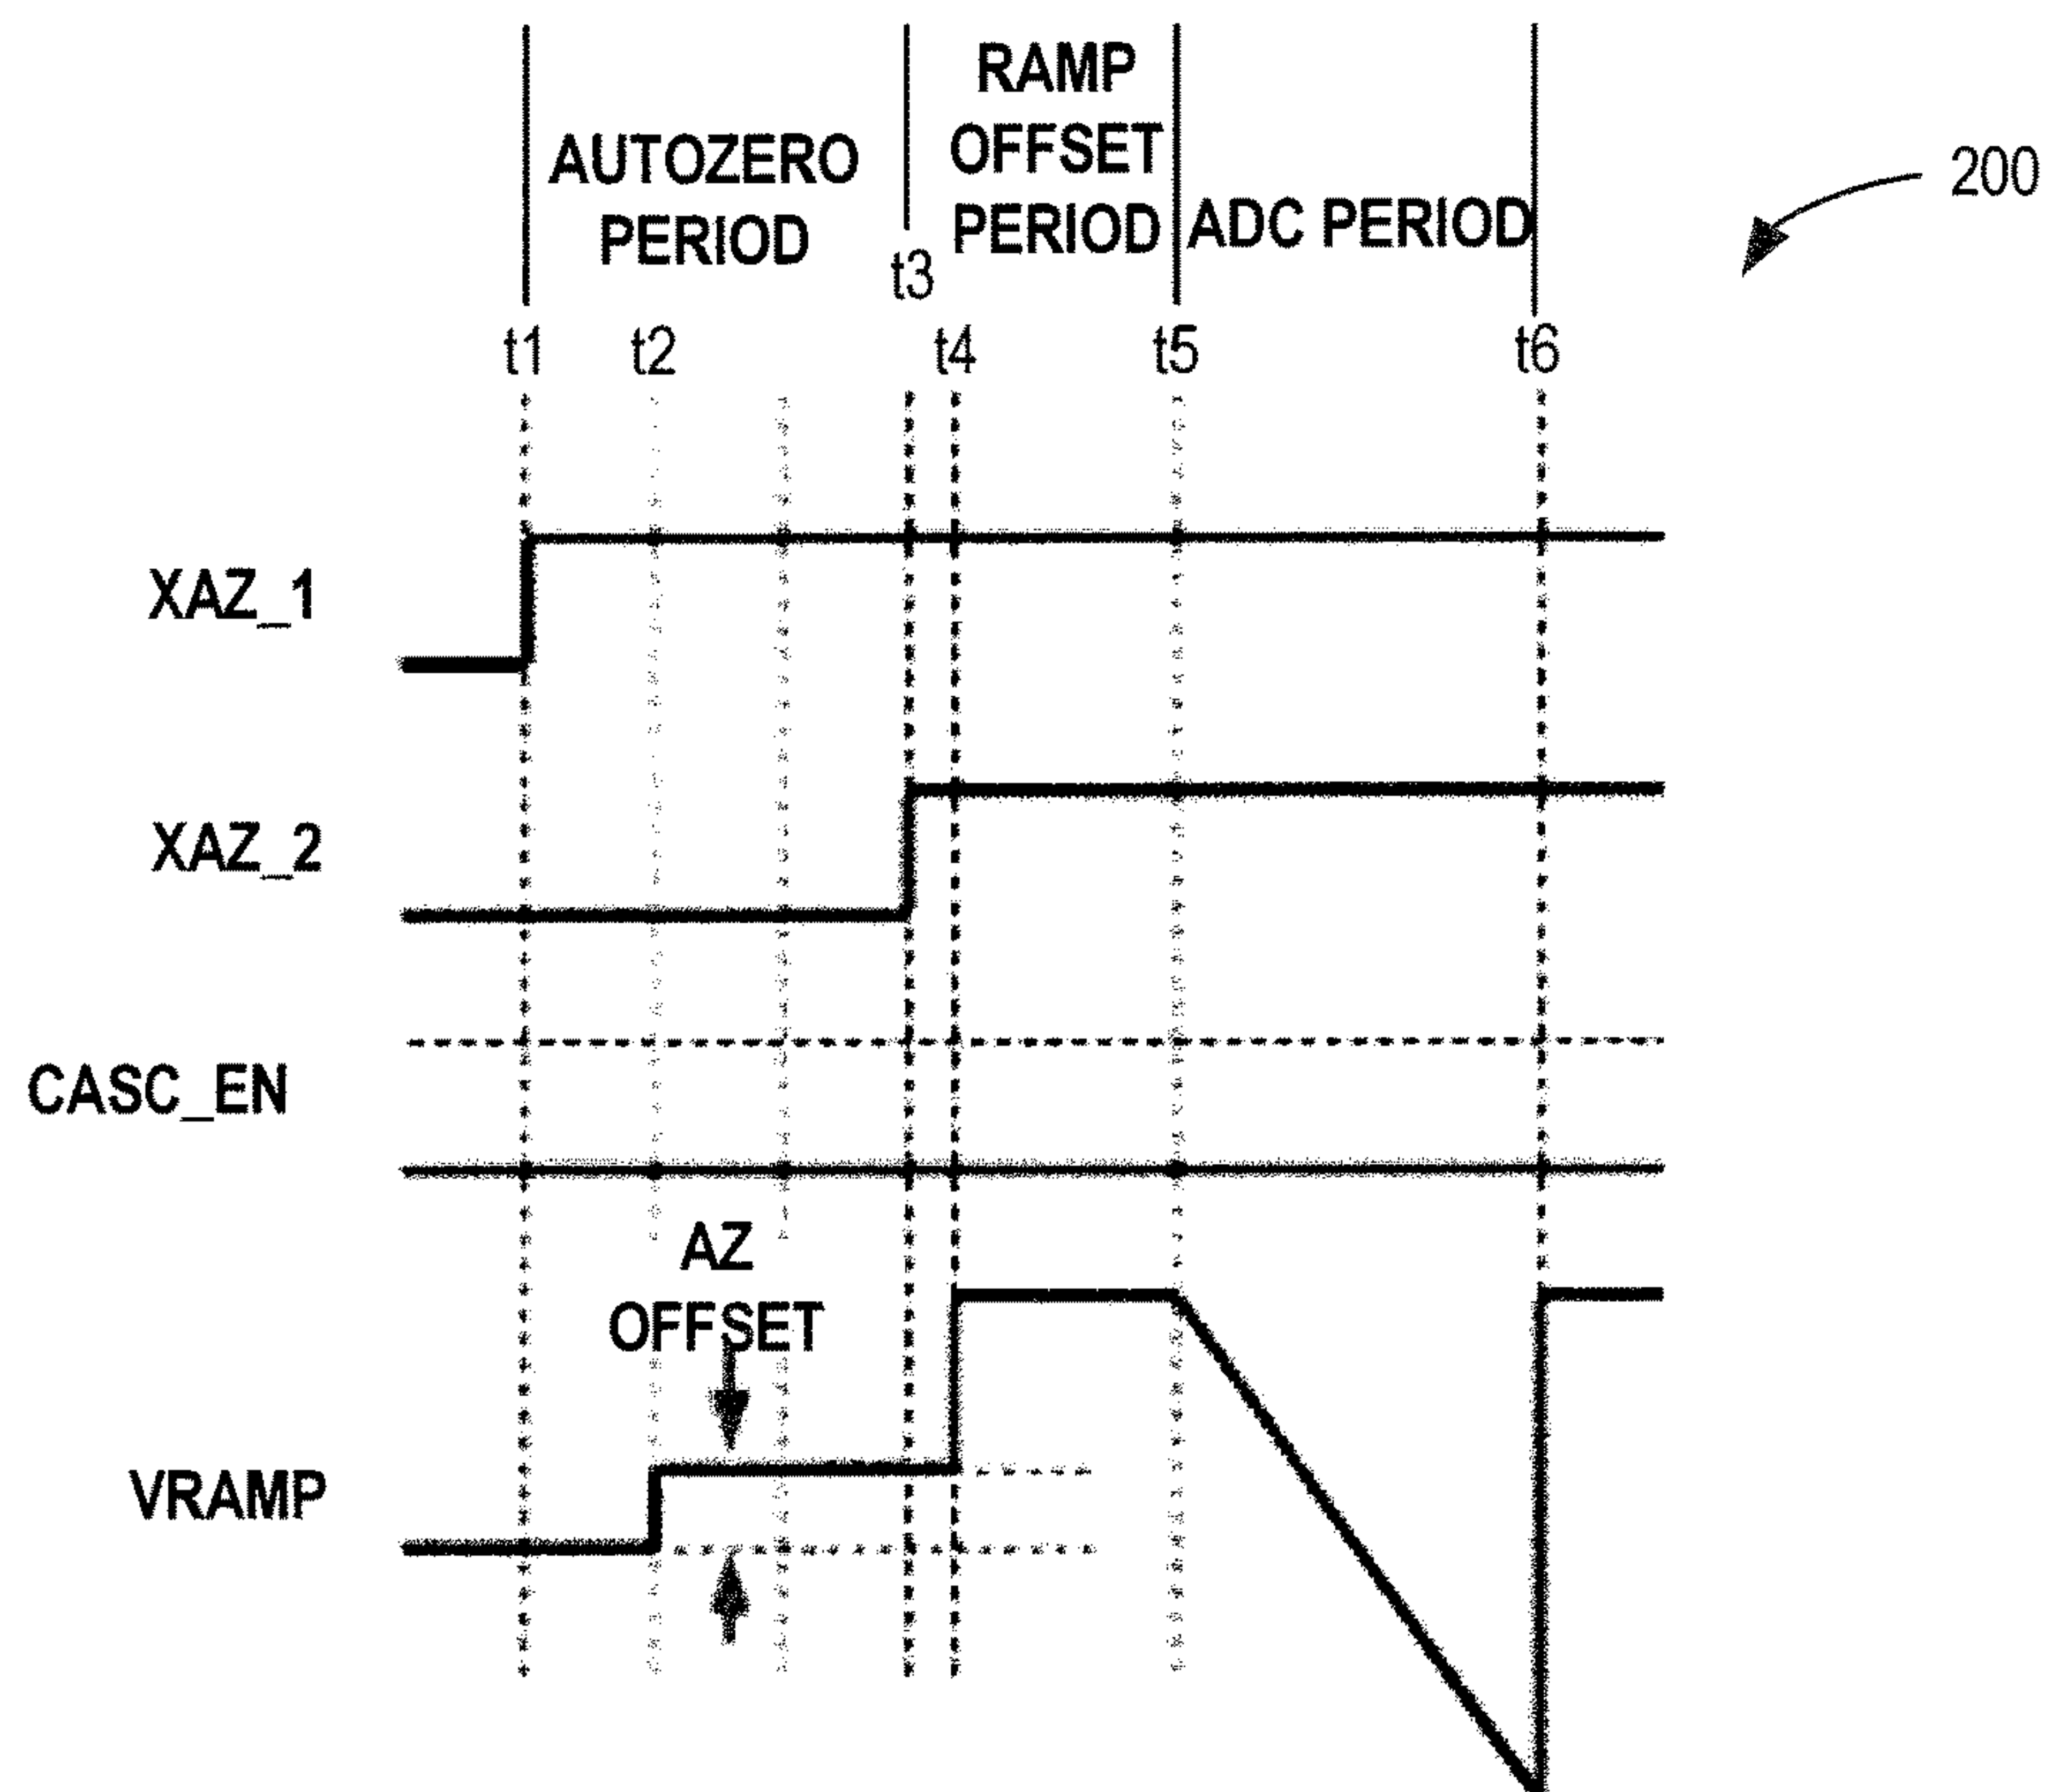 RAMP
OFFSET
PERIOD
AUTOZERO
PERIOD
ADC PERIOD
200
t1
t2
t3
t4
t5
t6
XAZ_1
XAZ_2
CASC_EN
AZ
OFFSET
VRAMP